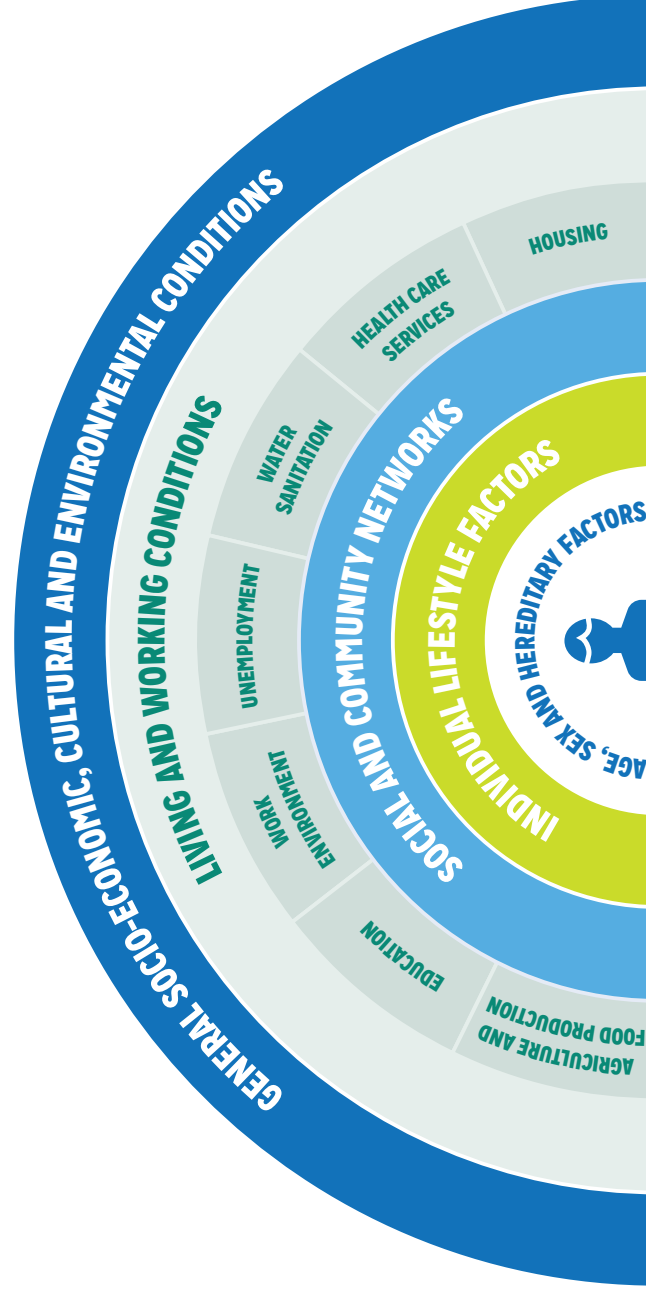 GENERAL SOCIO-ECONOMIC, CULTURAL AND ENVIRONMENTAL CONDITIONS
LIVING AND WORKING CONDITIONS
AGRICULTURE AND
FOOD PRODUCTION
EDUCATION
WORK
ENVIRONMENT
UNEMPLOYMENT
WATER
SANITATION
HEALTH CARE
SERVICES
HOUSING
SOCIAL AND COMMUNITY NETWORKS
INDIVIDUAL LIFESTYLE FACTORS
AGE, SEX AND HEREDITARY FACTORS